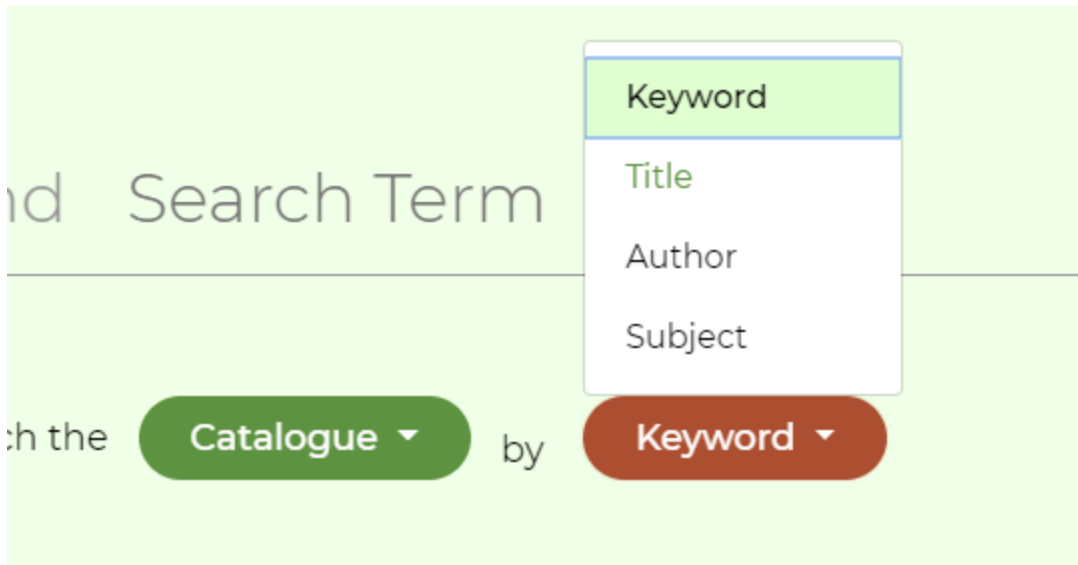 Keyword
Title
Search Term
Author
Subject
the Catalogue by Keyword